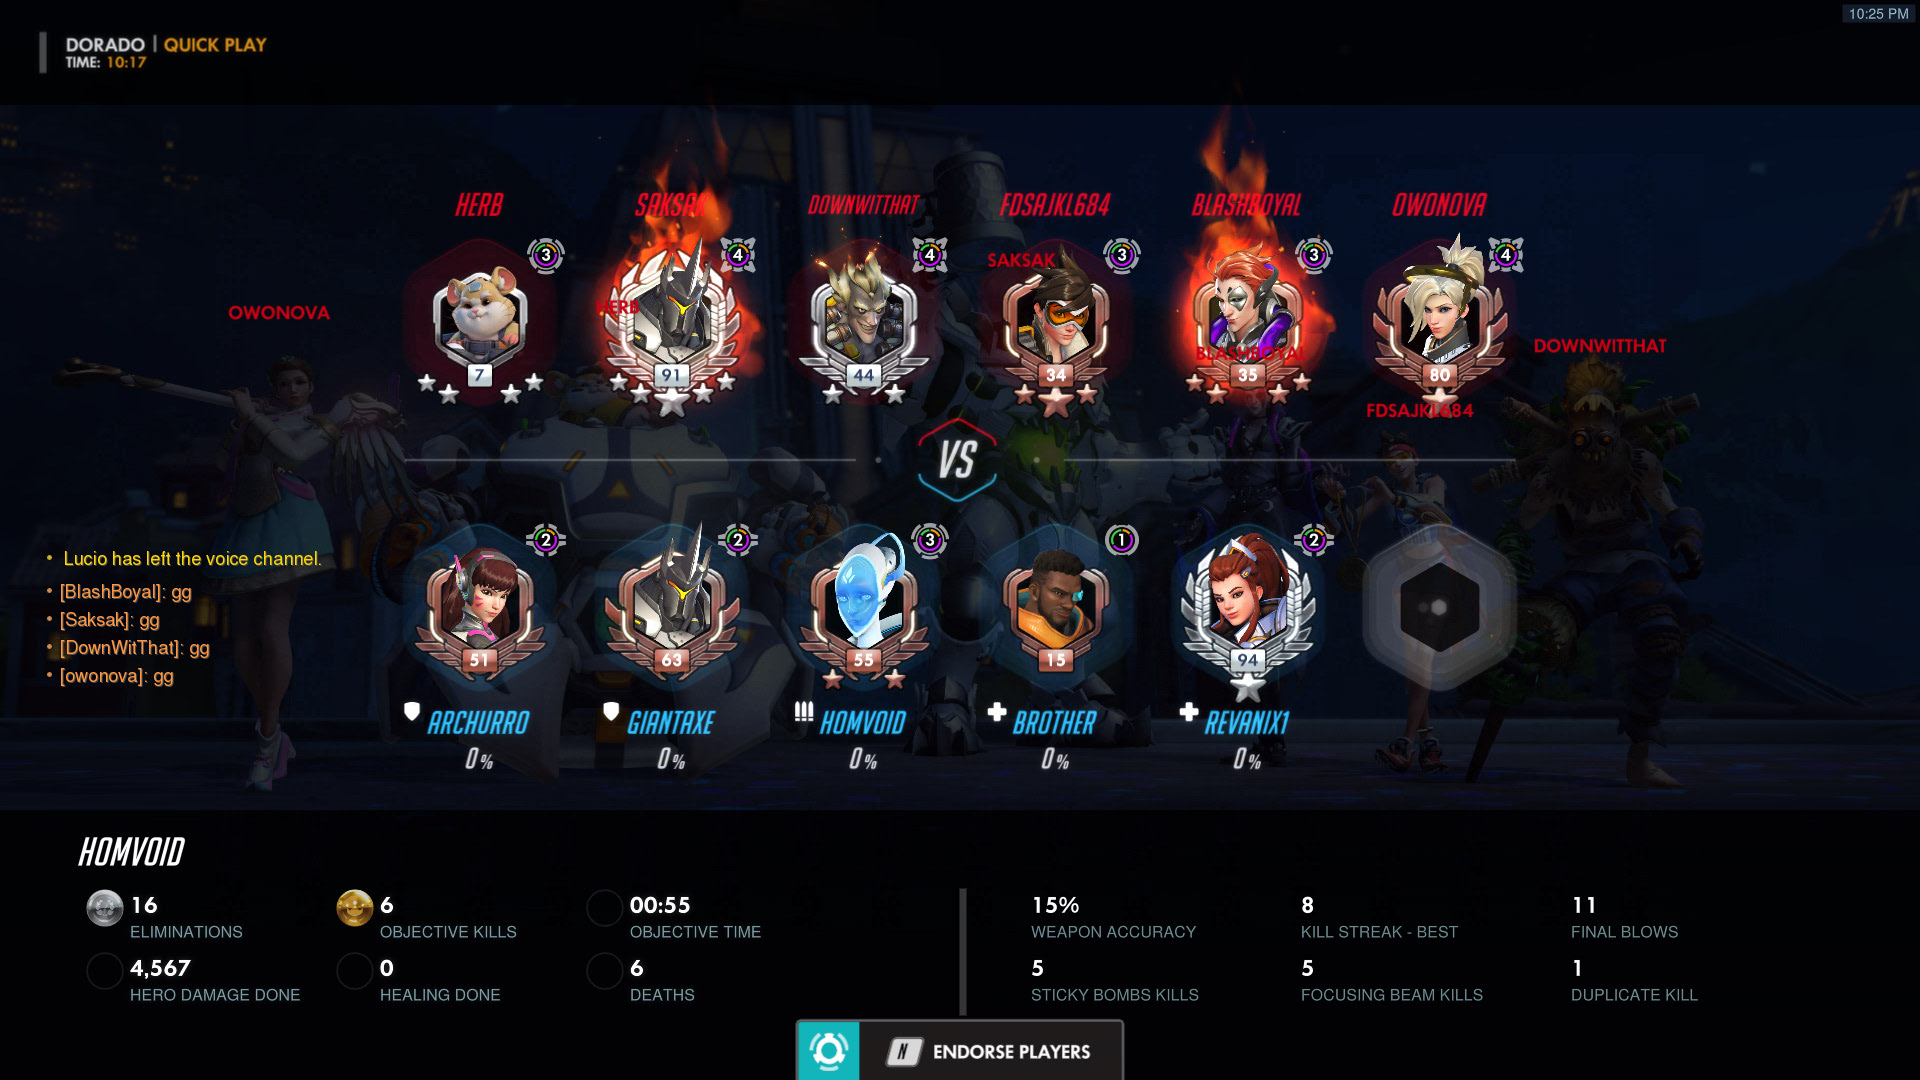 10:25 PM
DORADO | QUICK PLAY
TIME: 10:17
HERB
SAKSAK
DOWNWITTHAT
FDSAJKL684
BLASHBOYAL
OWONOVA
3
4
4
3
3
4
SAKSAK
OWONOVA
HERB
BLASHBOYAL
DOWNWITTHAT
7
91
44
34
35
80
FDSAJKL684
VS
2
2
3
1
2
• Lucio has left the voice channel.
• [BlashBoyal]: gg
• [Saksak]: gg
• [DownWitThat]: gg
• [owonova]: gg
51
63
55
15
94
ARCHURRO
GIANTAXE
HOMVOID
BROTHER
REVANIX1
0%
0%
0%
0%
0%
HOMVOID
16
ELIMINATIONS
6
OBJECTIVE KILLS
00:55
OBJECTIVE TIME
15%
WEAPON ACCURACY
8
KILL STREAK - BEST
11
FINAL BLOWS
4,567
HERO DAMAGE DONE
0
HEALING DONE
6
DEATHS
5
STICKY BOMBS KILLS
5
FOCUSING BEAM KILLS
1
DUPLICATE KILL
N ENDORSE PLAYERS